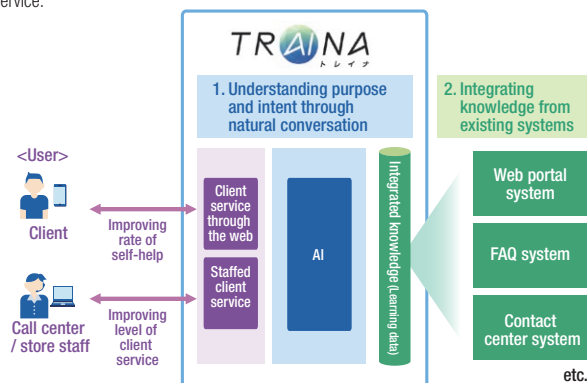 service.
TRAINA
トレイナ
1. Understanding purpose
and intent through
natural conversation
2. Integrating
knowledge from
existing systems
<User>
Client
Improving
rate of
self-help
Client
service
through
the web
Staffed
client
service
AI
Integrated knowledge (Learning data)
Web portal
system
FAQ system
Contact
center system
Call center
/ store staff
Improving
level of
client
service
etc.